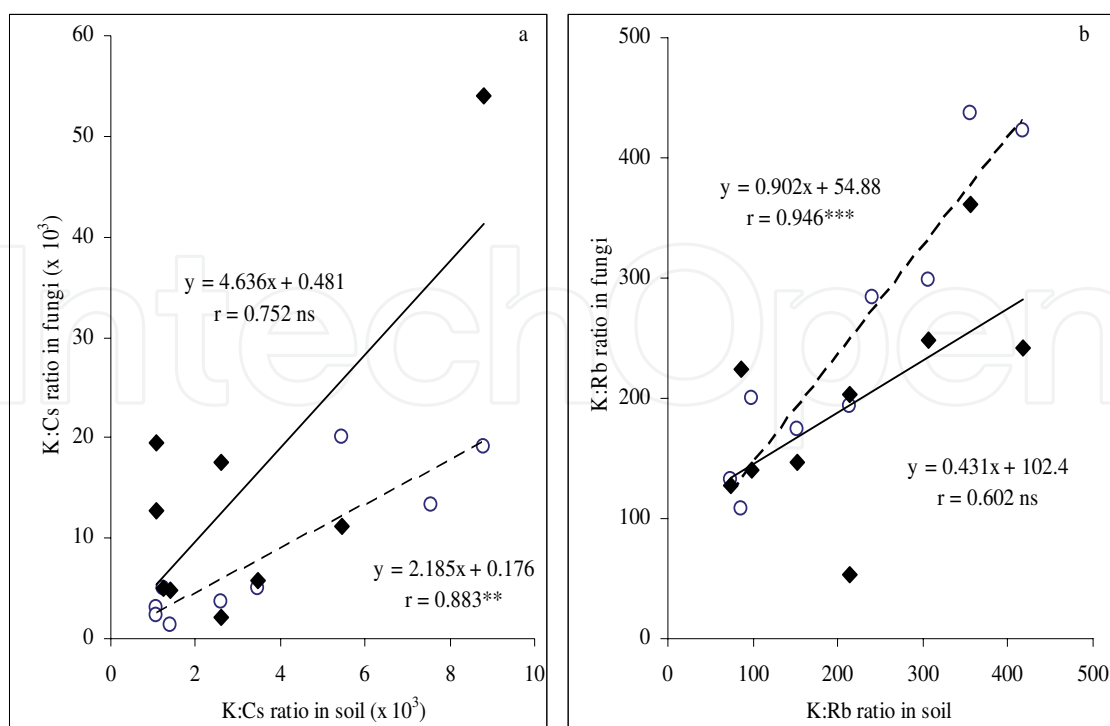 a
60
50
40
30
20
10
0
0 2 4 6 8 10
K:Cs ratio in fungi (x 10³)
K:Cs ratio in soil (x 10³)
y = 4.636x + 0.481
r = 0.752 ns
y = 2.185x + 0.176
r = 0.883**
b
500
400
300
200
100
0
0 100 200 300 400 500
K:Rb ratio in fungi
K:Rb ratio in soil
y = 0.902x + 54.88
r = 0.946***
y = 0.431x + 102.4
r = 0.602 ns
IntechOpen